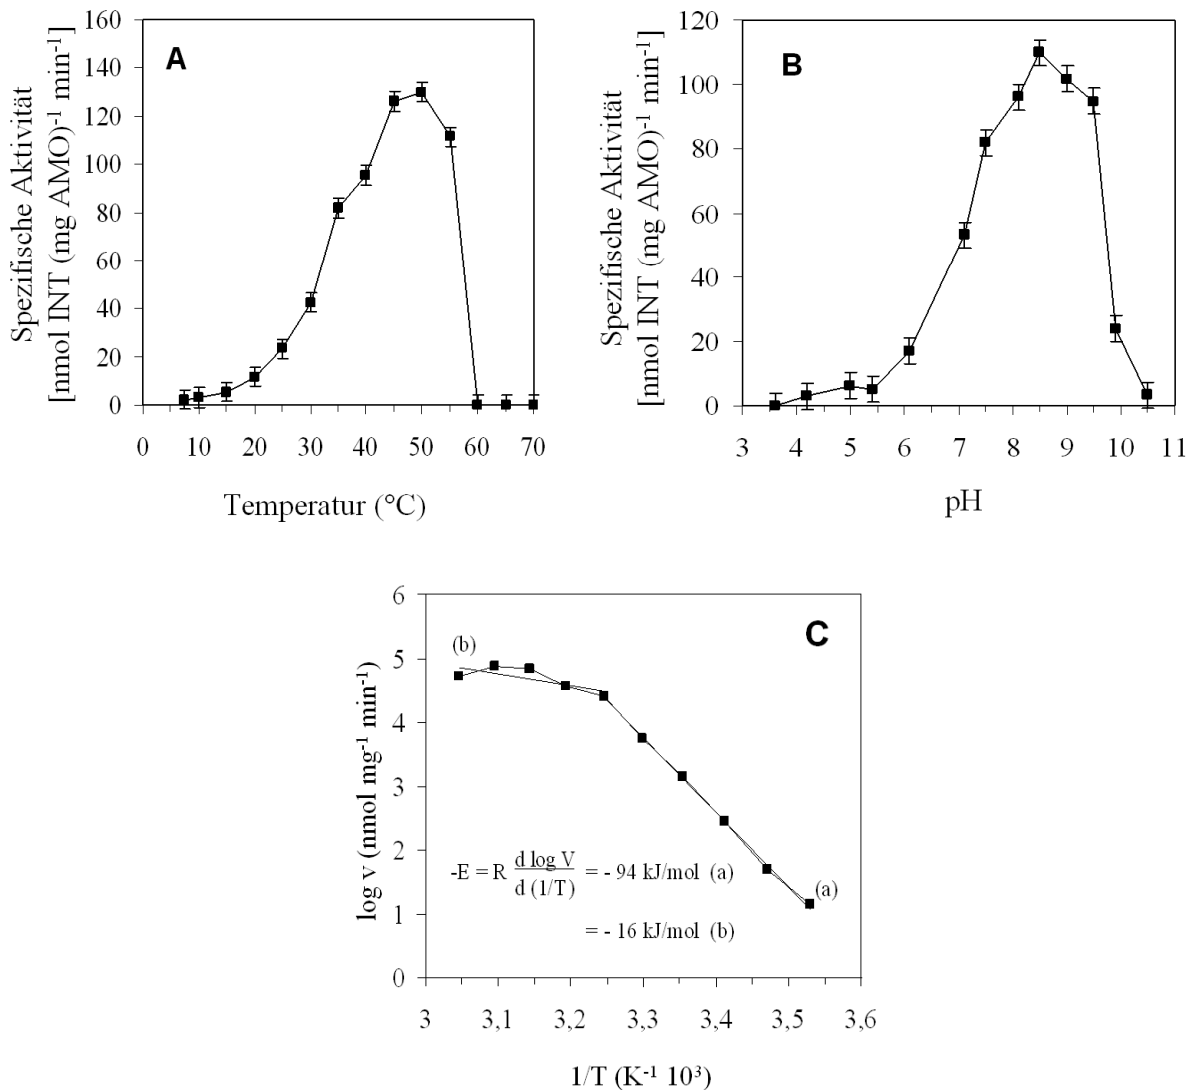 A
Spezifische Aktivität
[nmol INT (mg AMO)⁻¹ min⁻¹]
160
140
120
100
80
60
40
20
0
0 10 20 30 40 50 60 70
Temperatur (°C)
B
Spezifische Aktivität
[nmol INT (mg AMO)⁻¹ min⁻¹]
120
100
80
60
40
20
0
3 4 5 6 7 8 9 10 11
pH
C
log v (nmol mg⁻¹ min⁻¹)
6
5
4
3
2
1
0
(b)
-E = R d log V / d (1/T) = - 94 kJ/mol (a)
= - 16 kJ/mol (b)
(a)
3 3,1 3,2 3,3 3,4 3,5 3,6
1/T (K⁻¹ 10³)